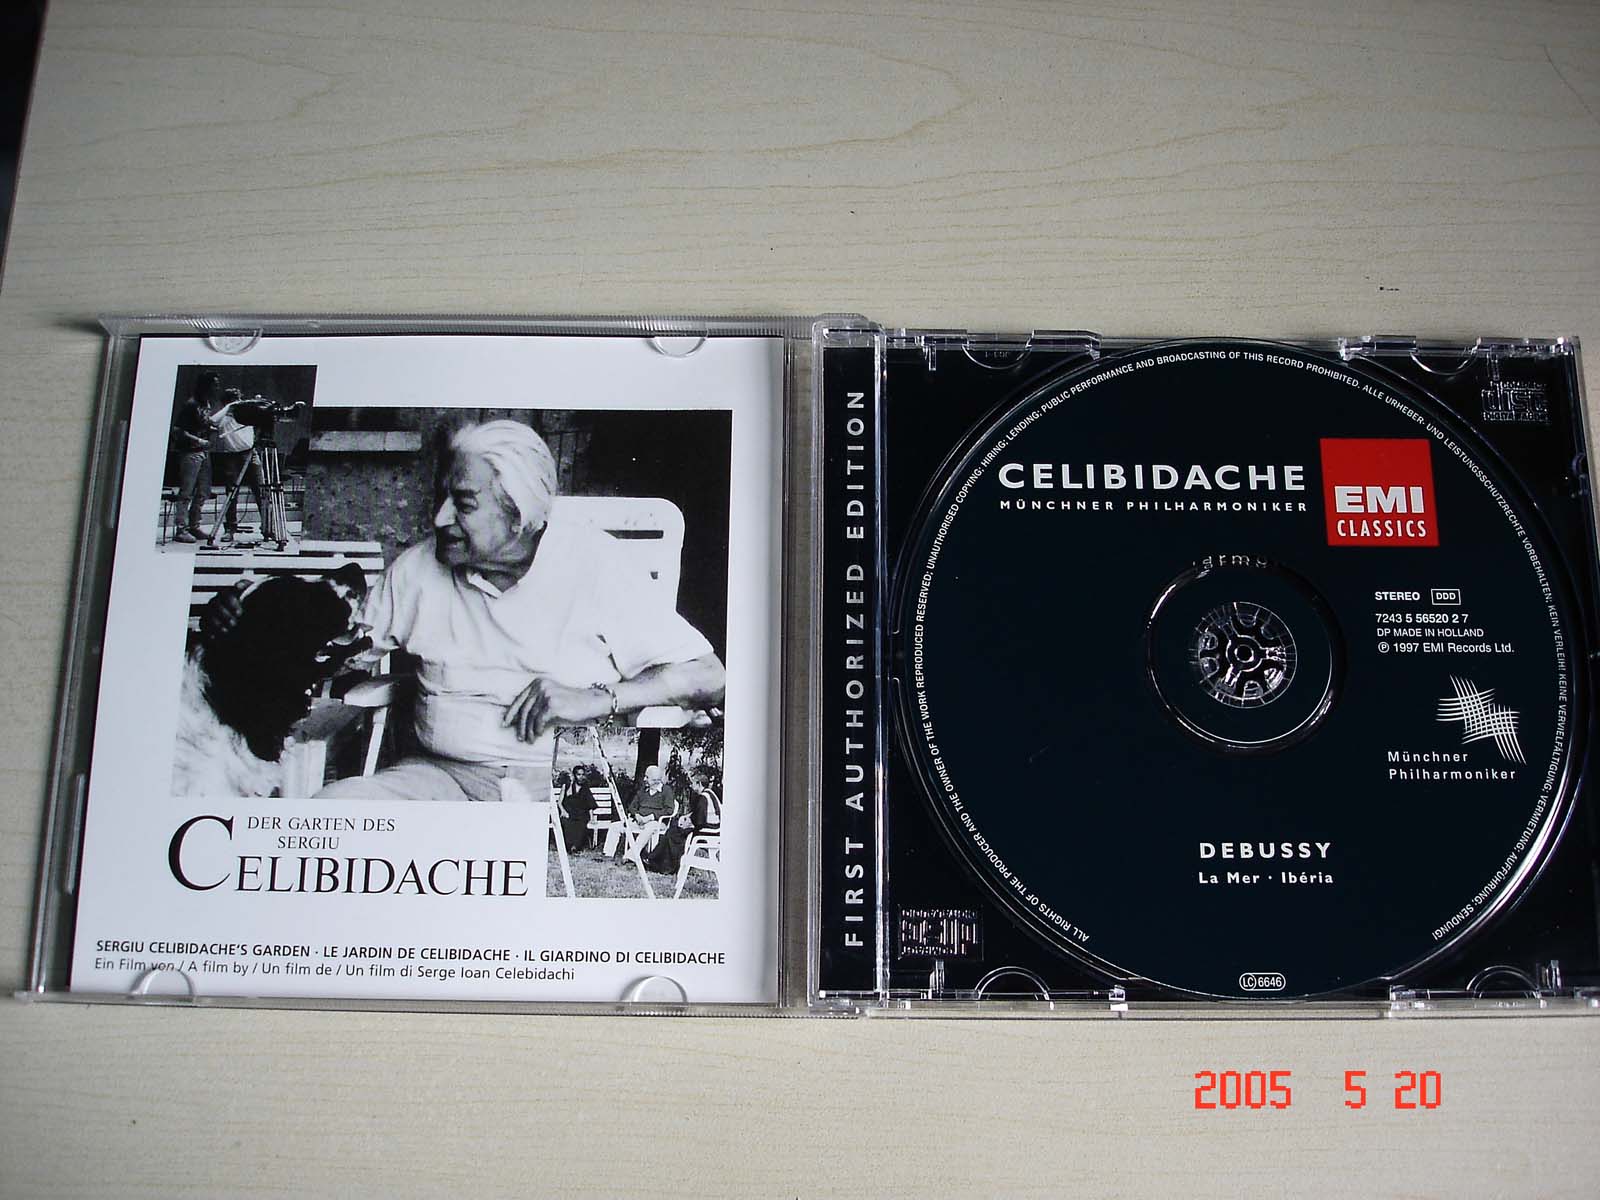 DER GARTEN DES
SERGIU
CELIBIDACHE
SERGIU CELIBIDACHE'S GARDEN · LE JARDIN DE CELIBIDACHE · IL GIARDINO DI CELIBIDACHE
Ein Film von / A film by / Un film de / Un film di Serge Ioan Celebidachi
FIRST AUTHORIZED EDITION
ALL RIGHTS OF THE PRODUCER AND THE OWNER OF THE WORK REPRODUCED RESERVED; UNAUTHORISED COPYING; HIRING; LENDING; PUBLIC PERFORMANCE AND BROADCASTING OF THIS RECORD PROHIBITED. ALLE URHEBER- UND LEISTUNGSSCHUTZRECHTE VORBEHALTEN; KEIN VERLEIH! KEINE VERVIELFÄLTIGUNG; VERMIETUNG; AUFFÜHRUNG; SENDUNG!
CELIBIDACHE
MÜNCHNER PHILHARMONIKER
EMI
CLASSICS
STEREO DDD
7243 5 56520 2 7
DP MADE IN HOLLAND
℗ 1997 EMI Records Ltd.
Münchner
Philharmoniker
DEBUSSY
La Mer · Ibéria
LC 6646
disc
DIGITAL AUDIO
2005 5 20